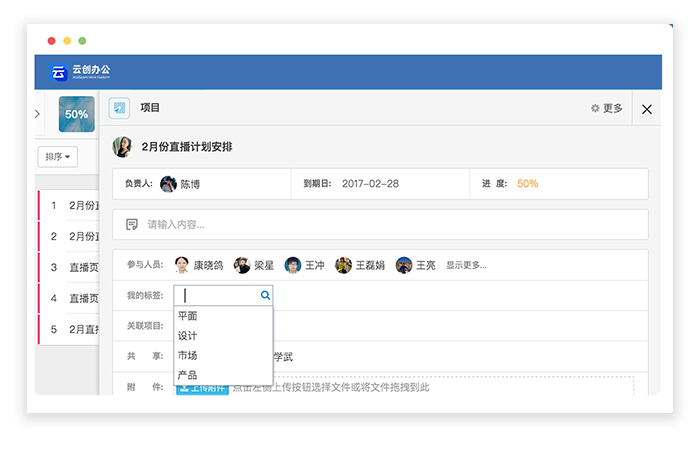 云创办公
50%
项目
更多
排序
2月份直播计划安排
负责人: 陈博
到期日: 2017-02-28
进 度: 50%
请输入内容...
1 2月份直
2 2月份
3 直播页
4 直播页
5 2月直播
参与人员: 康晓鸽 梁星 王冲 王磊娟 王亮 显示更多...
我的标签:
平面
设计
市场
产品
关联项目:
共 享: 学武
附 件: 上传附件 点击左侧上传按钮选择文件或将文件拖拽到此